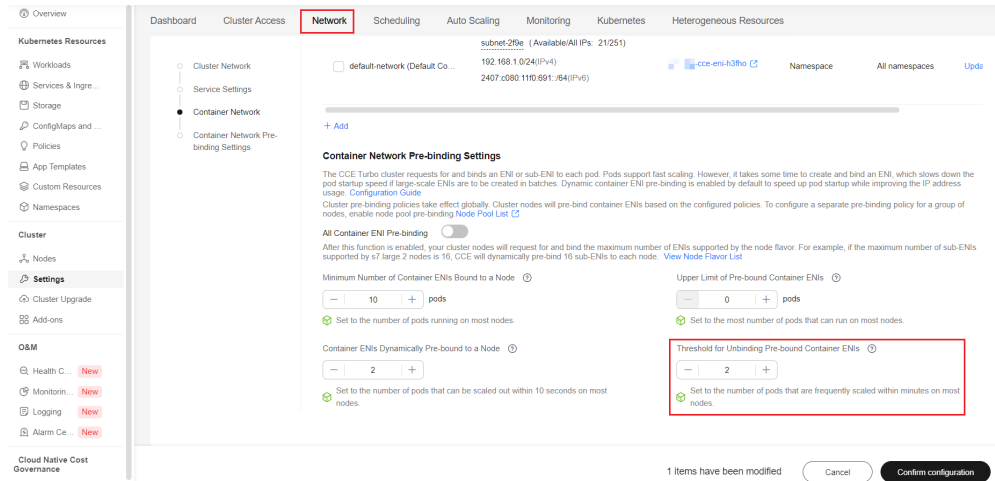 Overview
Kubernetes Resources
Workloads
Services & Ingre...
Storage
ConfigMaps and ...
Policies
App Templates
Custom Resources
Namespaces
Cluster
Nodes
Settings
Cluster Upgrade
Add-ons
O&M
Health C... New
Monitorin... New
Logging New
Alarm Ce... New
Cloud Native Cost
Governance
Dashboard Cluster Access Network Scheduling Auto Scaling Monitoring Kubernetes Heterogeneous Resources
Cluster Network
Service Settings
Container Network
Container Network Pre-
binding Settings
subnet-2f9e (Available/All IPs: 21/251)
default-network (Default Co... 192.168.1.0/24(IPv4) -cce-eni-h3fho Namespace All namespaces Upda
2407:c080:11f0:691::/64(IPv6)
+ Add
Container Network Pre-binding Settings
The CCE Turbo cluster requests for and binds an ENI or sub-ENI to each pod. Pods support fast scaling. However, it takes some time to create and bind an ENI, which slows down the
pod startup speed if large-scale ENIs are to be created in batches. Dynamic container ENI pre-binding is enabled by default to speed up pod startup while improving the IP address
usage. Configuration Guide
Cluster pre-binding policies take effect globally. Cluster nodes will pre-bind container ENIs based on the configured policies. To configure a separate pre-binding policy for a group of
nodes, enable node pool pre-binding.Node Pool List
All Container ENI Pre-binding
After this function is enabled, your cluster nodes will request for and bind the maximum number of ENIs supported by the node flavor. For example, if the maximum number of sub-ENIs
supported by s7.large.2 nodes is 16, CCE will dynamically pre-bind 16 sub-ENIs to each node. View Node Flavor List
Minimum Number of Container ENIs Bound to a Node
10 pods
Set to the number of pods running on most nodes.
Upper Limit of Pre-bound Container ENIs
0 pods
Set to the most number of pods that can run on most nodes.
Container ENIs Dynamically Pre-bound to a Node
2
Set to the number of pods that can be scaled out within 10 seconds on most
nodes.
Threshold for Unbinding Pre-bound Container ENIs
2
Set to the number of pods that are frequently scaled within minutes on most
nodes.
1 items have been modified Cancel Confirm configuration